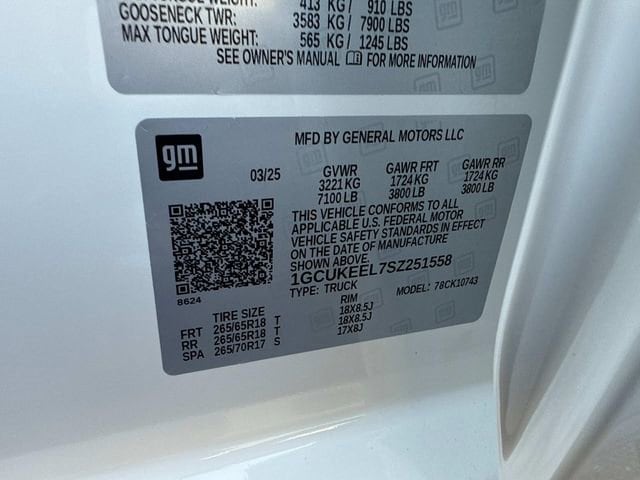 413 KG / 910 LBS
GOOSENECK TWR: 3583 KG / 7900 LBS
MAX TONGUE WEIGHT: 565 KG / 1245 LBS
SEE OWNER'S MANUAL FOR MORE INFORMATION
gm
gm
MFD BY GENERAL MOTORS LLC
03/25 GVWR GAWR FRT GAWR RR
3221 KG 1724 KG 1724 KG
7100 LB 3800 LB 3800 LB
THIS VEHICLE CONFORMS TO ALL
APPLICABLE U.S. FEDERAL MOTOR
VEHICLE SAFETY STANDARDS IN EFFECT
ON THE DATE OF MANUFACTURE
SHOWN ABOVE.
1GCUKEEL7SZ251558
TYPE: TRUCK MODEL: 78CK10743
8624
TIRE SIZE RIM
FRT 265/65R18 T 18X8.5J
RR 265/65R18 T 18X8.5J
SPA 265/70R17 S 17X8J